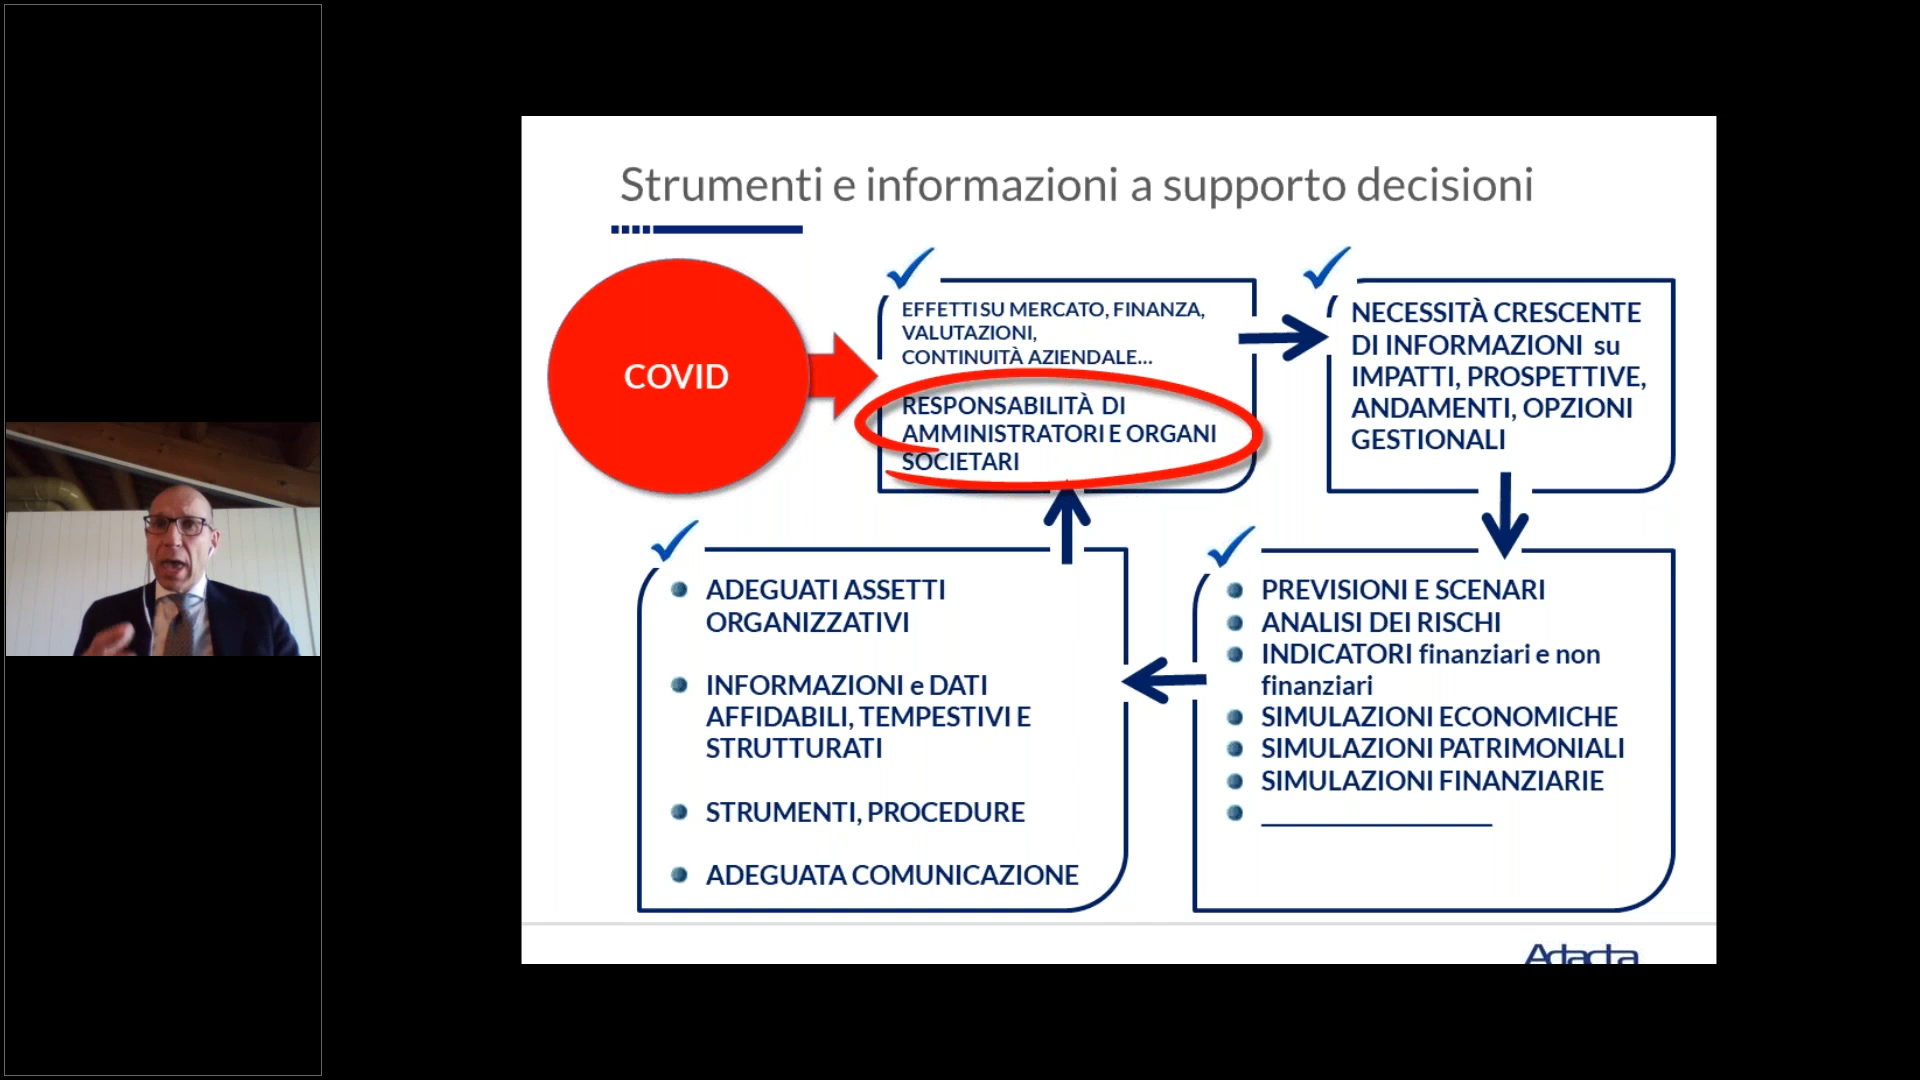 Strumenti e informazioni a supporto decisioni
COVID
EFFETTI SU MERCATO, FINANZA,
VALUTAZIONI,
CONTINUITÀ AZIENDALE...
RESPONSABILITÀ DI
AMMINISTRATORI E ORGANI
SOCIETARI
NECESSITÀ CRESCENTE
DI INFORMAZIONI su
IMPATTI, PROSPETTIVE,
ANDAMENTI, OPZIONI
GESTIONALI
ADEGUATI ASSETTI
ORGANIZZATIVI
INFORMAZIONI e DATI
AFFIDABILI, TEMPESTIVI E
STRUTTURATI
STRUMENTI, PROCEDURE
ADEGUATA COMUNICAZIONE
PREVISIONI E SCENARI
ANALISI DEI RISCHI
INDICATORI finanziari e non
finanziari
SIMULAZIONI ECONOMICHE
SIMULAZIONI PATRIMONIALI
SIMULAZIONI FINANZIARIE
Adacta